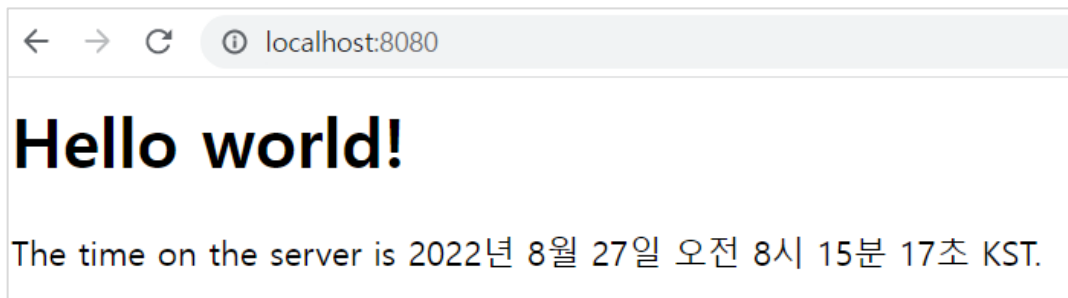 localhost:8080
Hello world!
The time on the server is 2022년 8월 27일 오전 8시 15분 17초 KST.